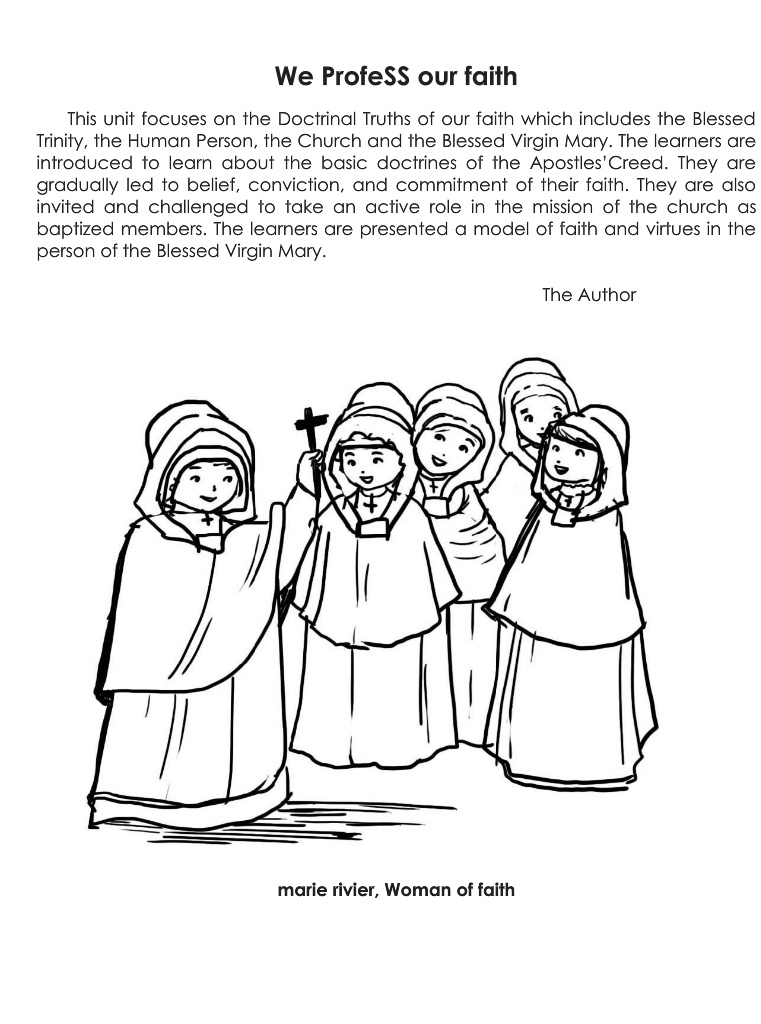 We ProfeSS our faith
This unit focuses on the Doctrinal Truths of our faith which includes the Blessed
Trinity, the Human Person, the Church and the Blessed Virgin Mary. The learners are
introduced to learn about the basic doctrines of the Apostles’Creed. They are
gradually led to belief, conviction, and commitment of their faith. They are also
invited and challenged to take an active role in the mission of the church as
baptized members. The learners are presented a model of faith and virtues in the
person of the Blessed Virgin Mary.
The Author
marie rivier, Woman of faith